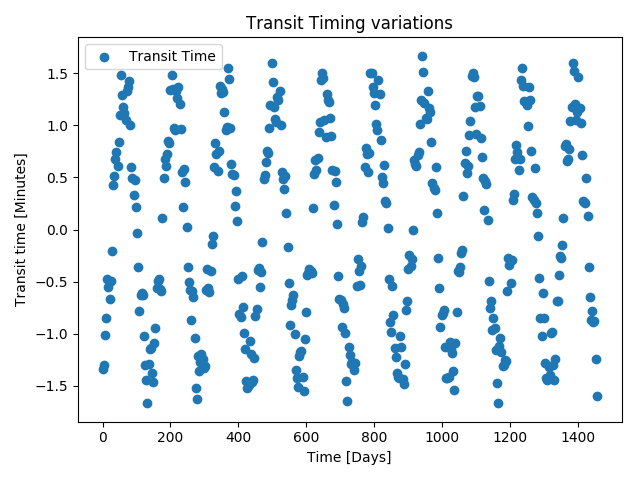 Transit Timing variations
Transit Time
Transit time [Minutes]
1.5
1.0
0.5
0.0
−0.5
−1.0
−1.5
0 200 400 600 800 1000 1200 1400
Time [Days]